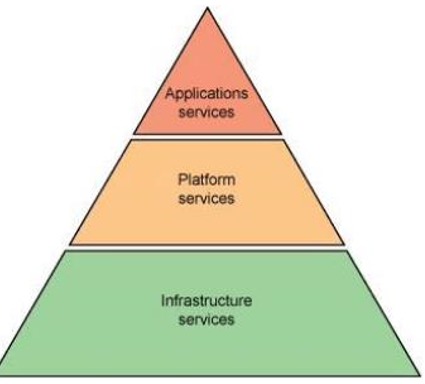 Applications
services
Platform
services
Infrastructure
services